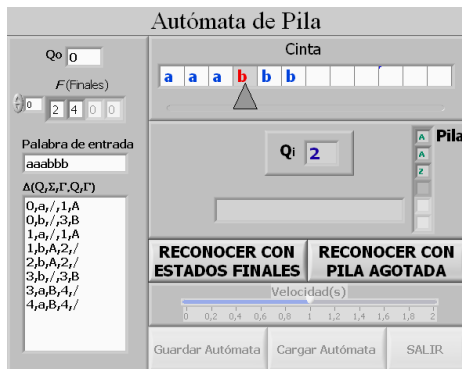 Autómata de Pila
Qo 0
F(Finales)
0 2 4 0 0
Palabra de entrada
aaabbb
Δ(Q,Σ,Γ,Q,Γ)
0,a,/,1,A
0,b,/,3,B
1,a,/,1,A
1,b,A,2,/
2,b,A,2,/
3,b,/,3,B
3,a,B,4,/
4,a,B,4,/
Cinta
a a a b b b
Qi 2
Pila
A
A
Z
RECONOCER CON ESTADOS FINALES
RECONOCER CON PILA AGOTADA
Velocidad(s)
0 0,2 0,4 0,6 0,8 1 1,2 1,4 1,6 1,8 2
Guardar Autómata
Cargar Autómata
SALIR